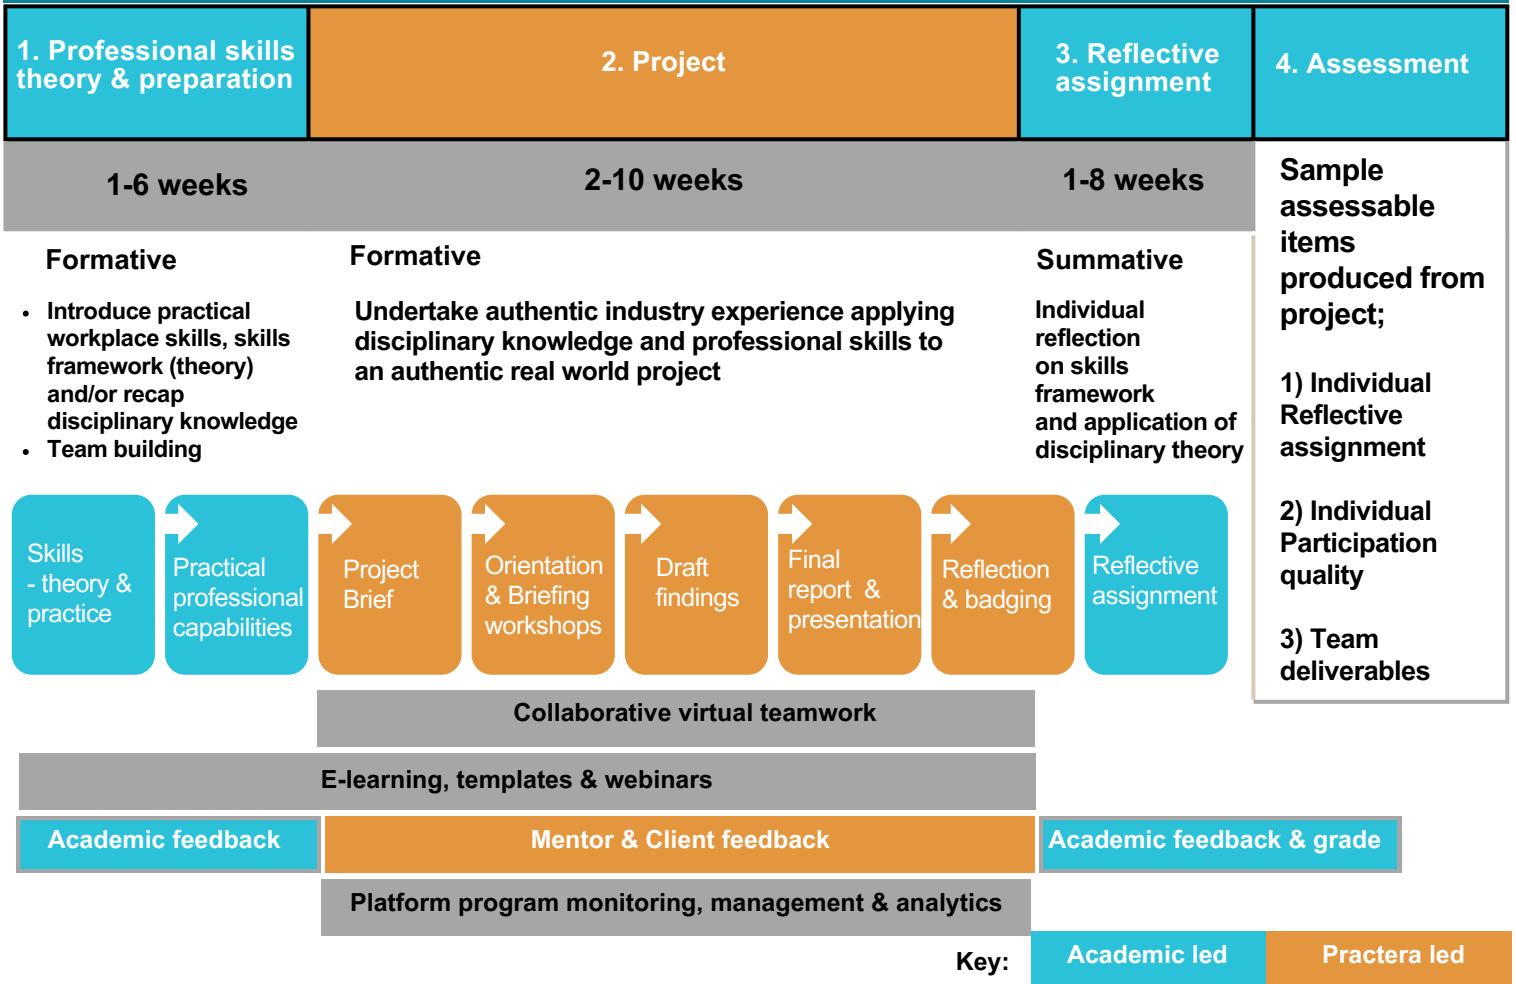 1. Professional skills
theory & preparation
2. Project
3. Reflective
assignment
4. Assessment
1-6 weeks
2-10 weeks
1-8 weeks
Formative
• Introduce practical
workplace skills, skills
framework (theory)
and/or recap
disciplinary knowledge
• Team building
Formative
Undertake authentic industry experience applying
disciplinary knowledge and professional skills to
an authentic real world project
Summative
Individual
reflection
on skills
framework
and application of
disciplinary theory
Sample
assessable
items
produced from
project;
1) Individual
Reflective
assignment
2) Individual
Participation
quality
3) Team
deliverables
Skills
- theory &
practice
Practical
professional
capabilities
Project
Brief
Orientation
& Briefing
workshops
Draft
findings
Final
report &
presentation
Reflection
& badging
Reflective
assignment
Collaborative virtual teamwork
E-learning, templates & webinars
Academic feedback
Mentor & Client feedback
Academic feedback & grade
Platform program monitoring, management & analytics
Key:
Academic led
Practera led